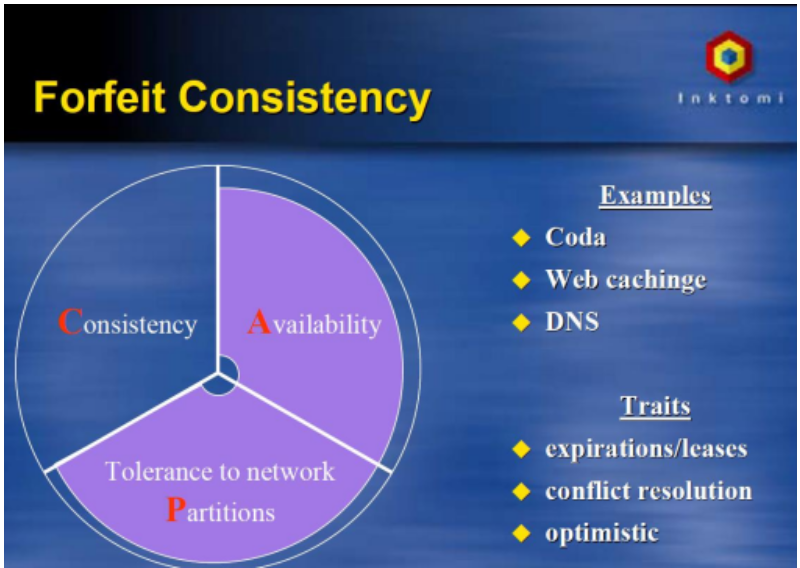 Forfeit Consistency
Inktomi
Consistency
Availability
Tolerance to network
Partitions
Examples
Coda
Web cachinge
DNS
Traits
expirations/leases
conflict resolution
optimistic